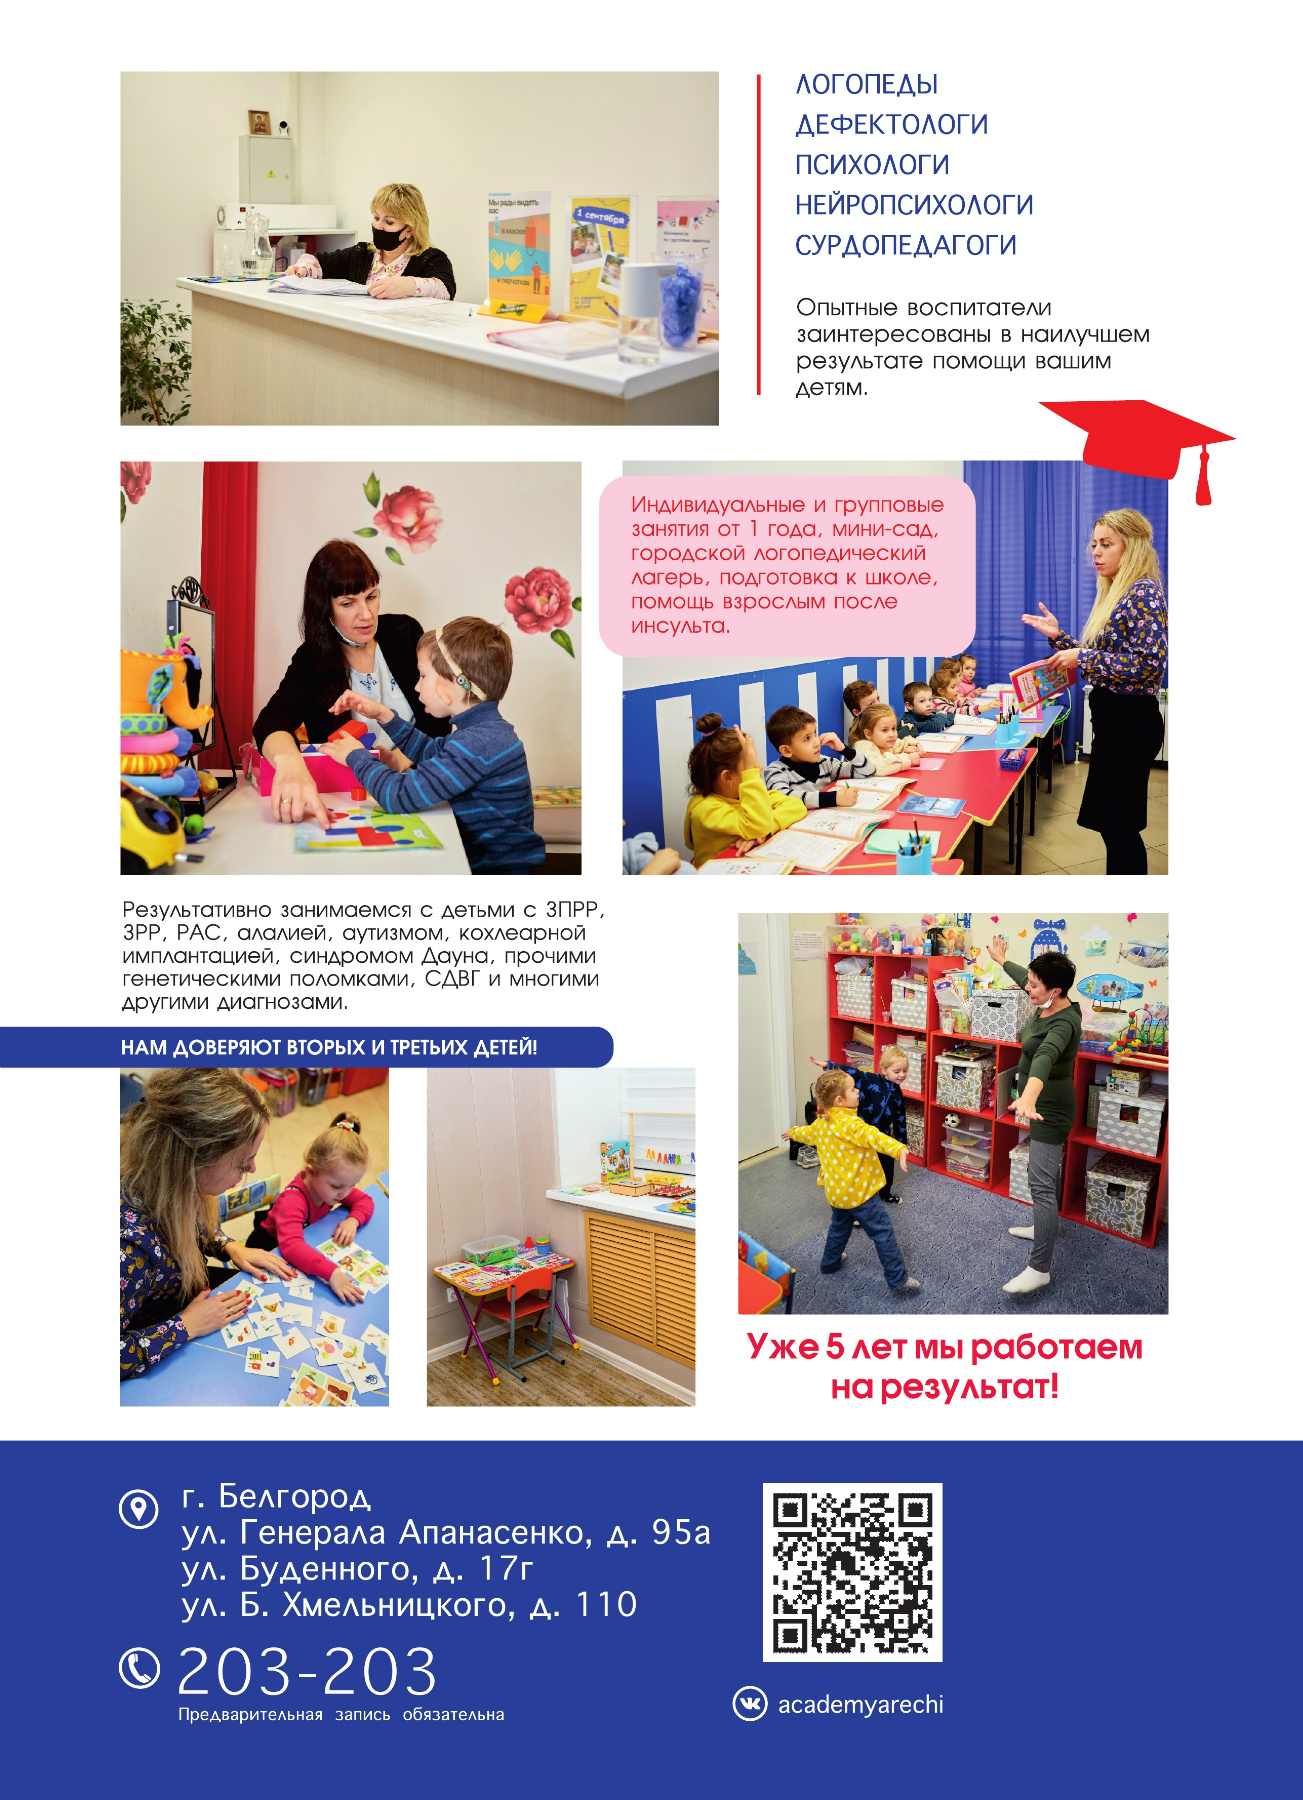 ЛОГОПЕДЫ
ДЕФЕКТОЛОГИ
ПСИХОЛОГИ
НЕЙРОПСИХОЛОГИ
СУРДОПЕДАГОГИ
Опытные воспитатели
заинтересованы в наилучшем
результате помощи вашим
детям.
Мы рады видеть
вас
в маске
в перчатках
1 сентября
Индивидуальные и групповые
занятия от 1 года, мини-сад,
городской логопедический
лагерь, подготовка к школе,
помощь взрослым после
инсульта.
Результативно занимаемся с детьми с ЗПРР,
ЗРР, РАС, алалией, аутизмом, кохлеарной
имплантацией, синдромом Дауна, прочими
генетическими поломками, СДВГ и многими
другими диагнозами.
НАМ ДОВЕРЯЮТ ВТОРЫХ И ТРЕТЬИХ ДЕТЕЙ!
Уже 5 лет мы работаем
на результат!
г. Белгород
ул. Генерала Апанасенко, д. 95а
ул. Буденного, д. 17г
ул. Б. Хмельницкого, д. 110
203-203
Предварительная запись обязательна
academyarechi